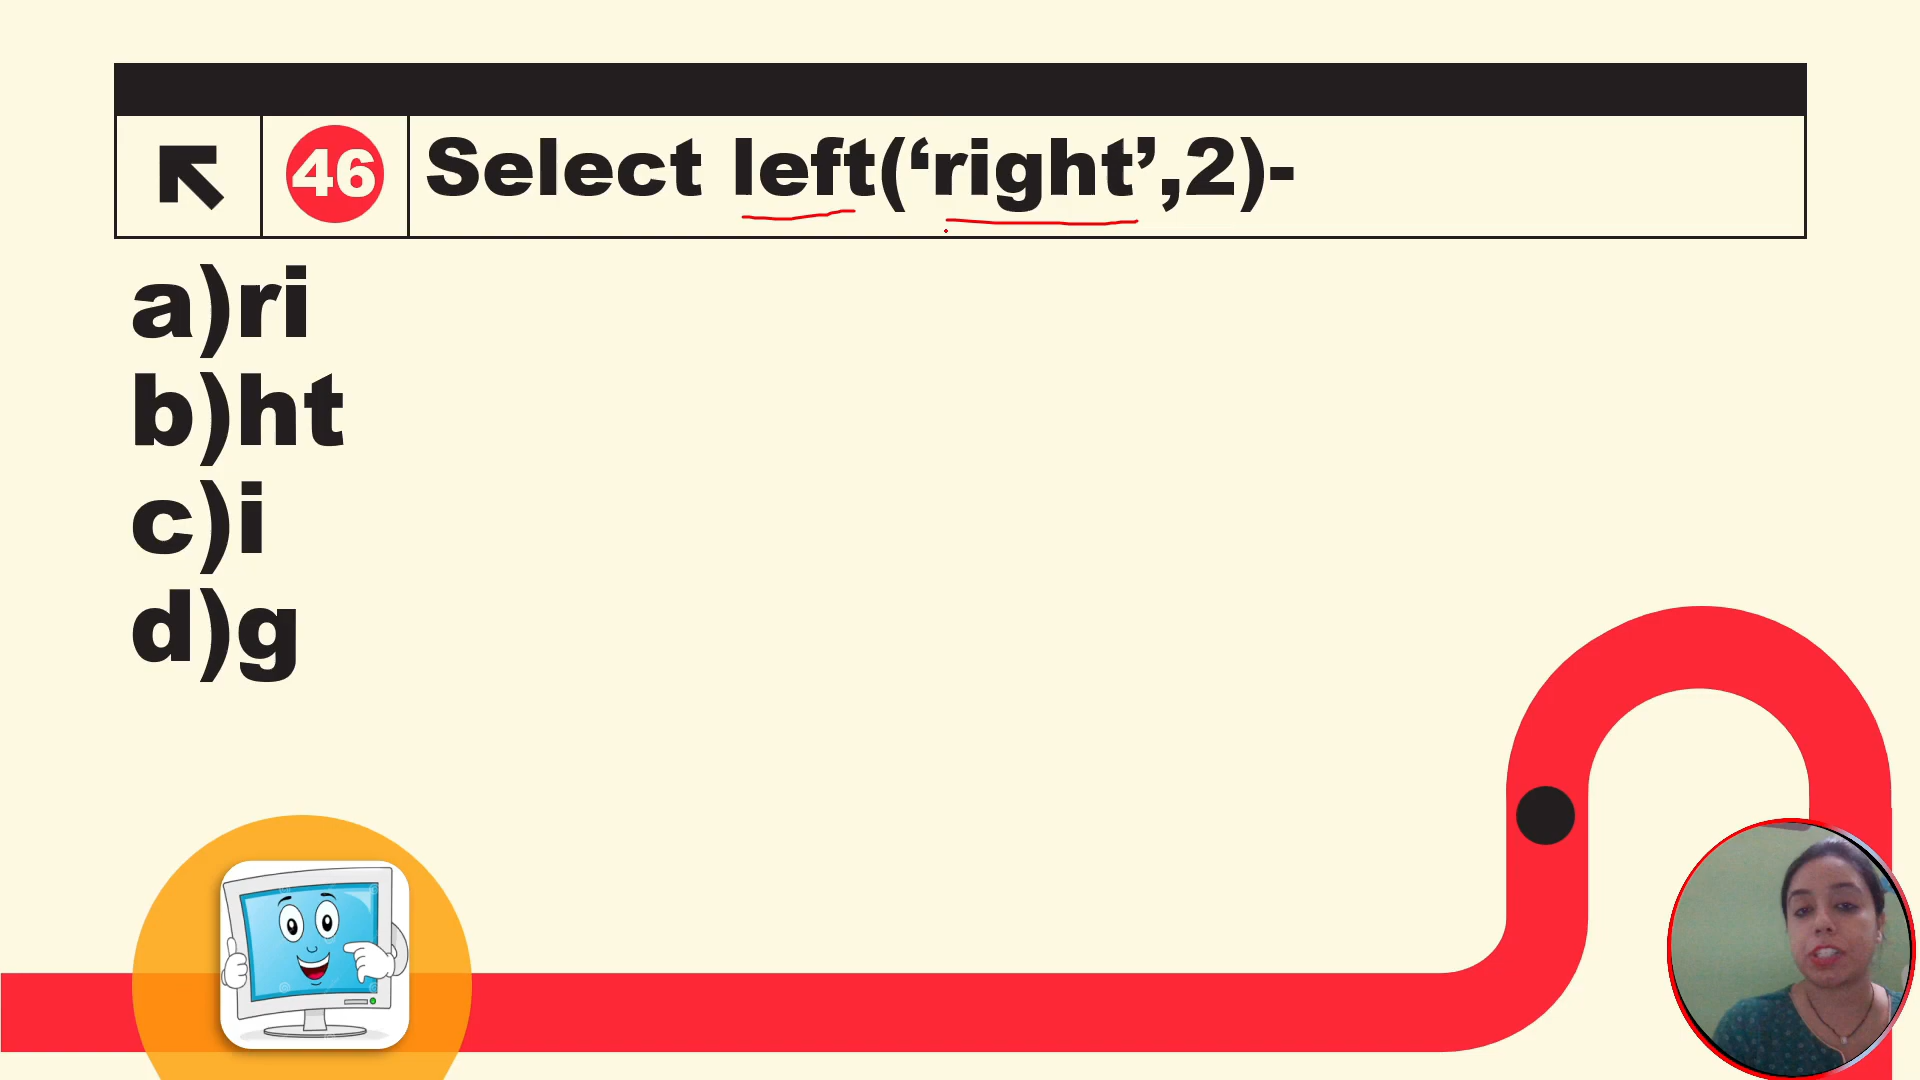 46 Select left(‘right’,2)-
a)ri
b)ht
c)i
d)g